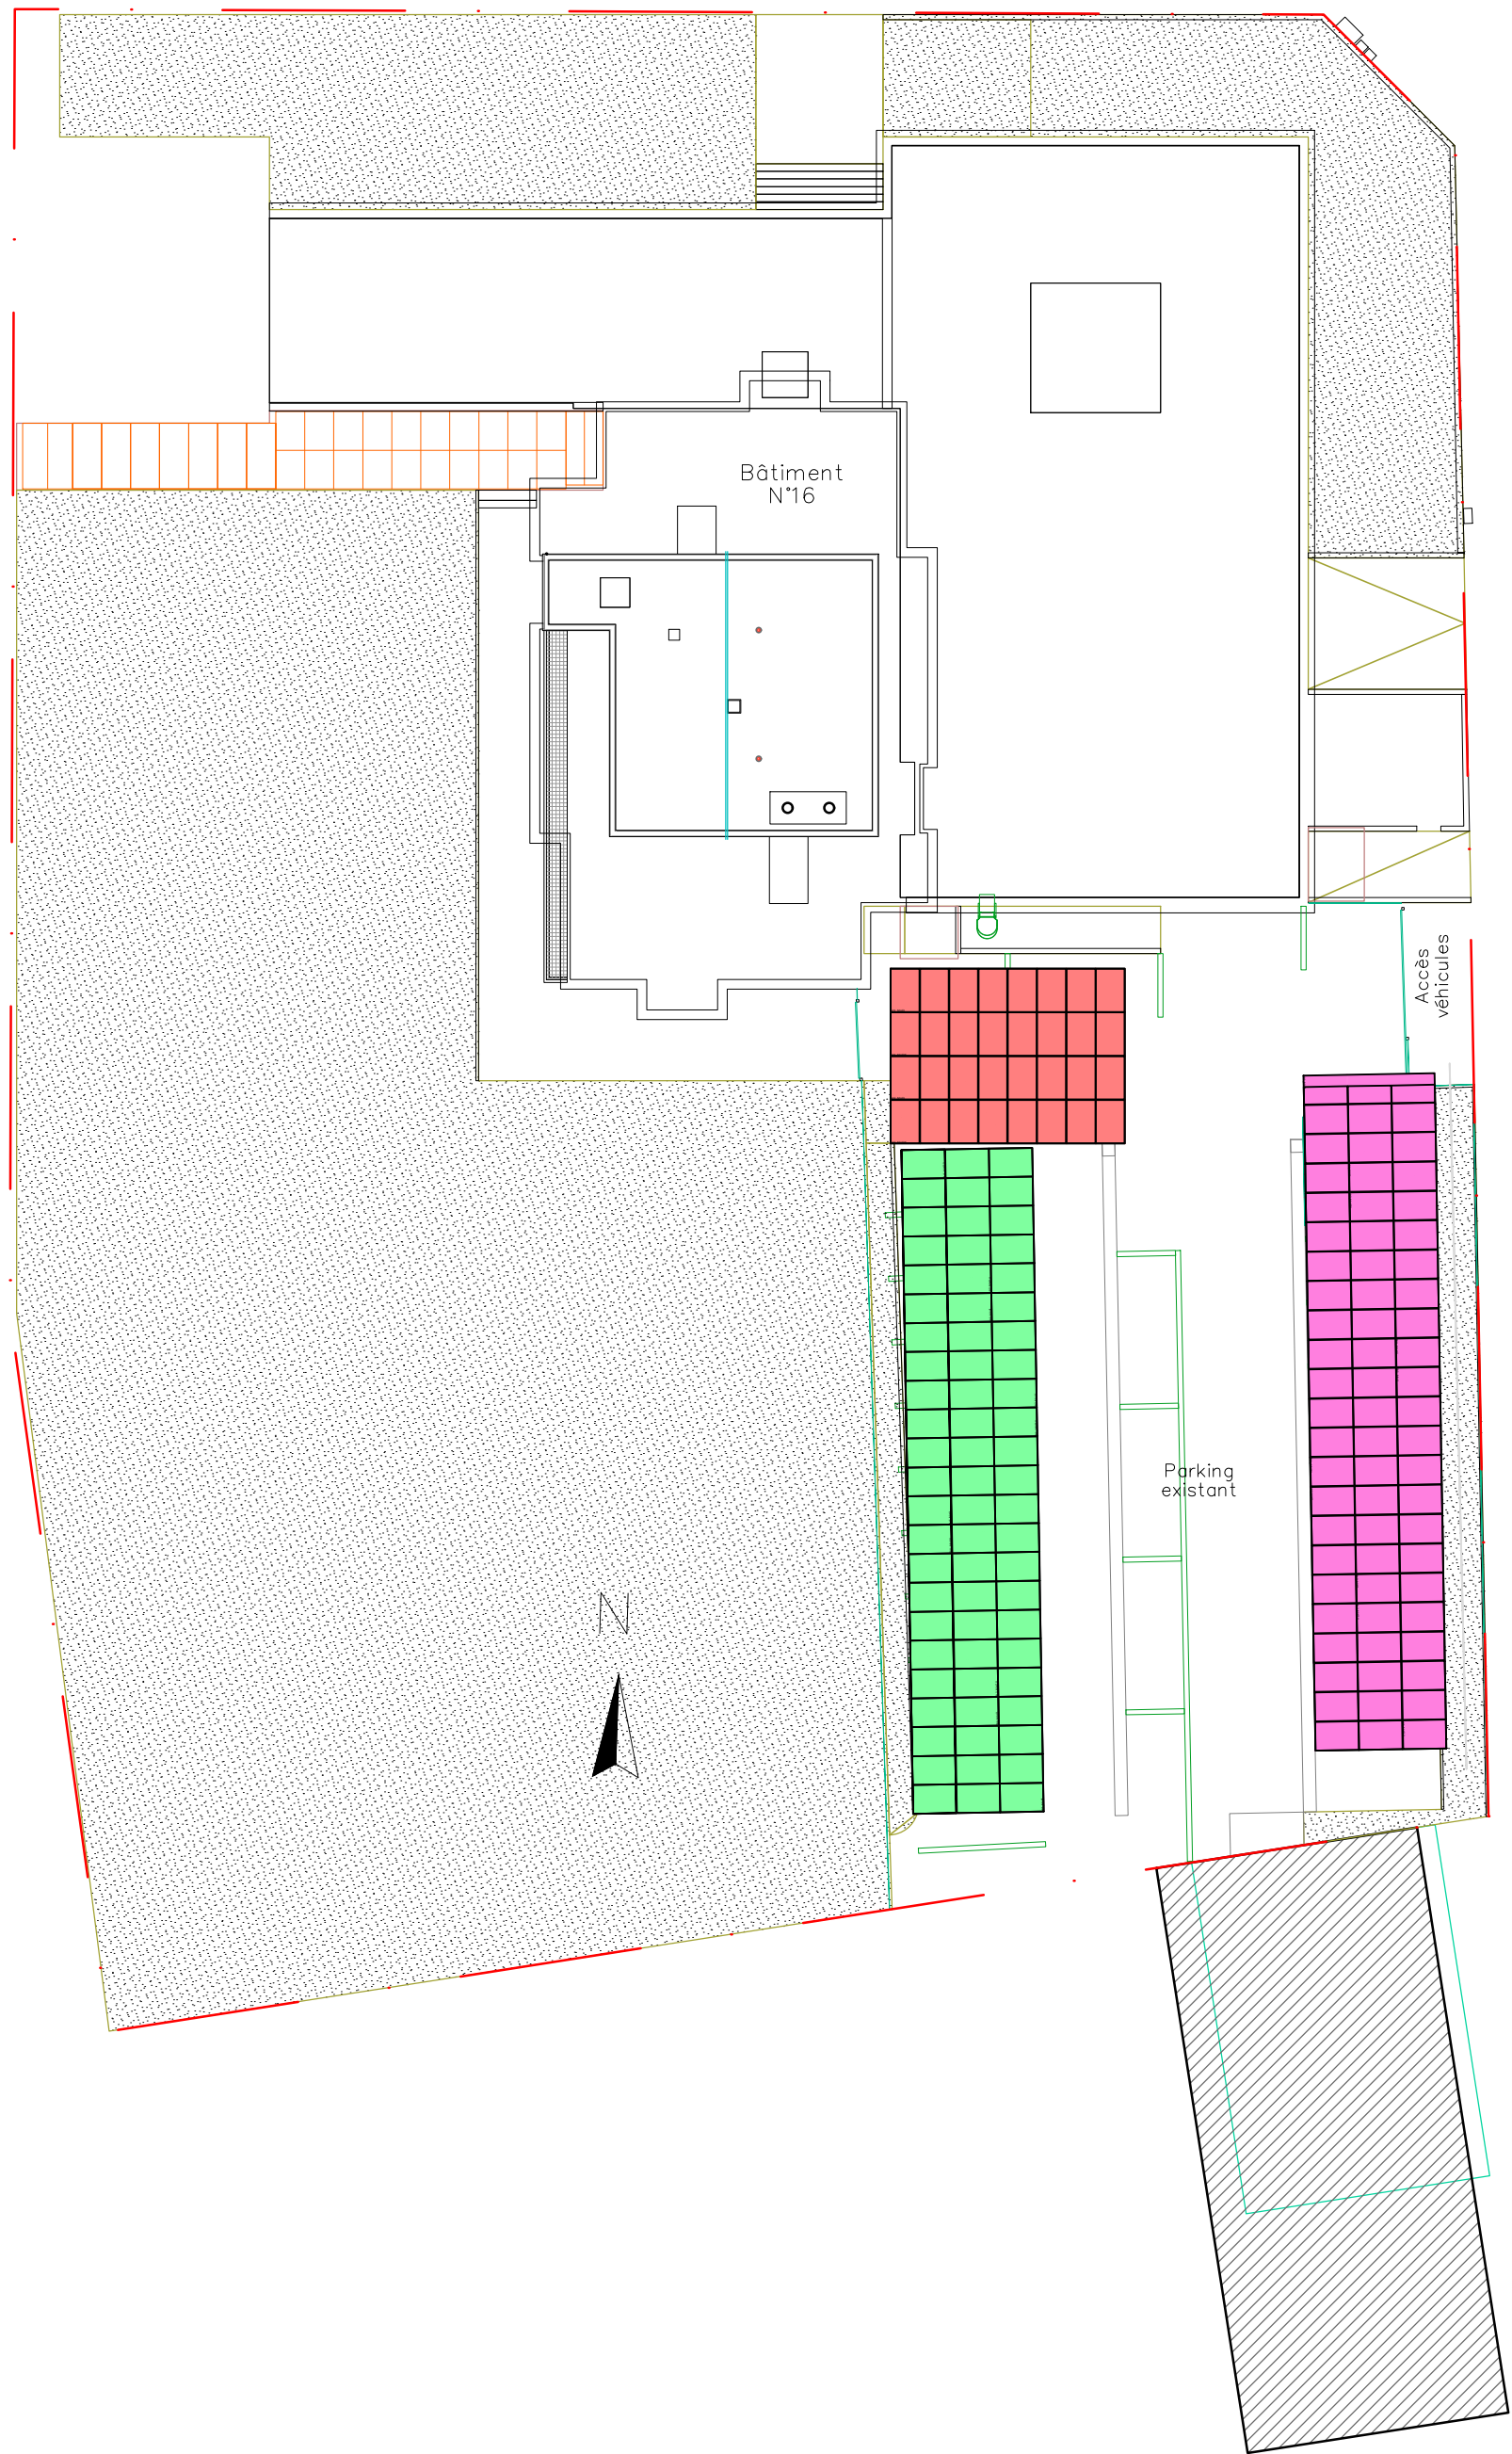 Bâtiment
N°16
Accès
véhicules
Parking
existant
N